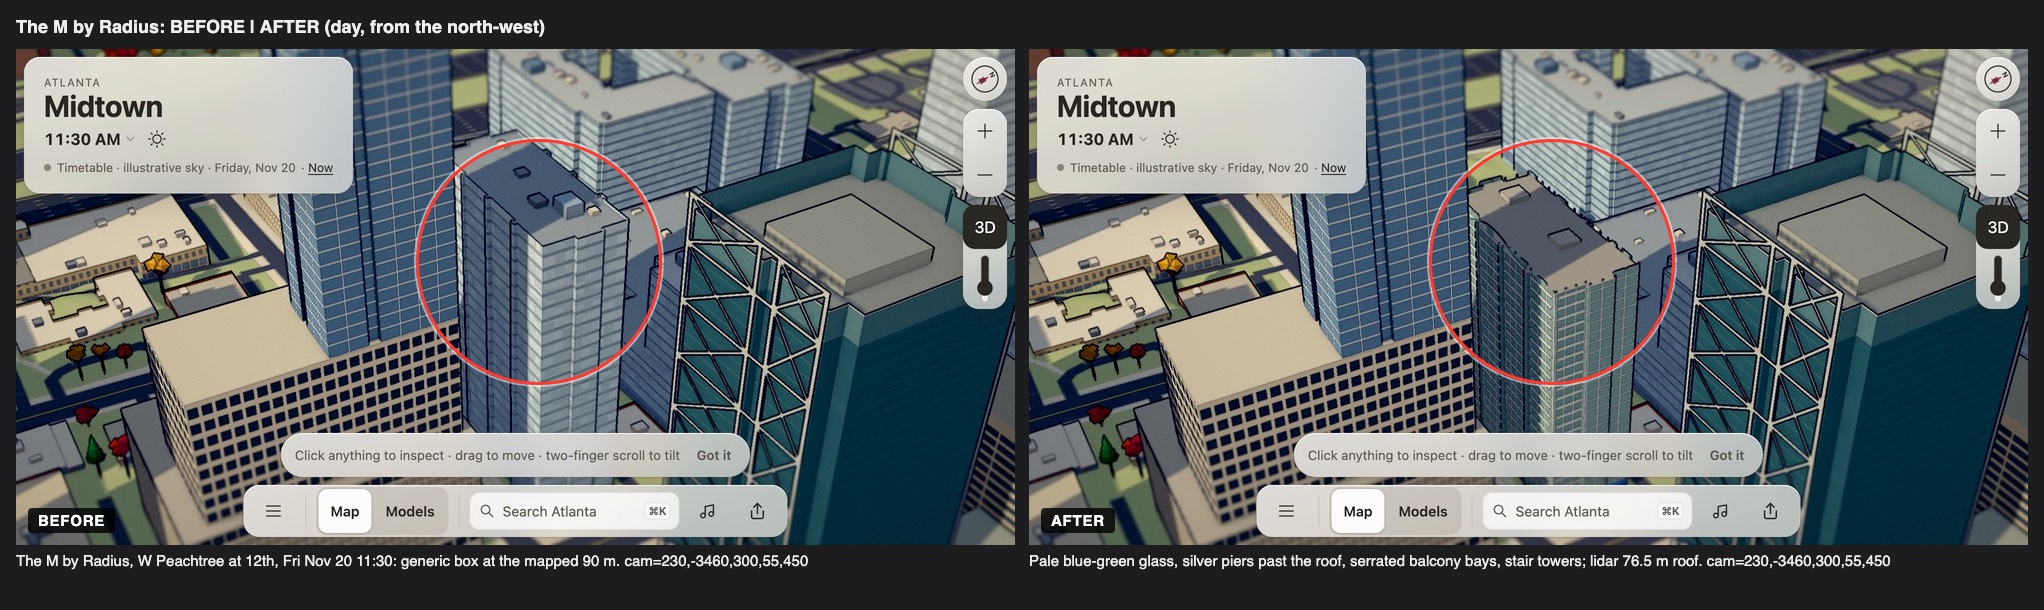 The M by Radius: BEFORE | AFTER (day, from the north-west)
ATLANTA
Midtown
11:30 AM
Timetable · illustrative sky · Friday, Nov 20 · Now
N
+
−
3D
Click anything to inspect · drag to move · two-finger scroll to tilt Got it
Map Models Search Atlanta ⌘K
BEFORE
The M by Radius, W Peachtree at 12th, Fri Nov 20 11:30: generic box at the mapped 90 m. cam=230,-3460,300,55,450
ATLANTA
Midtown
11:30 AM
Timetable · illustrative sky · Friday, Nov 20 · Now
N
+
−
3D
Click anything to inspect · drag to move · two-finger scroll to tilt Got it
Map Models Search Atlanta ⌘K
AFTER
Pale blue-green glass, silver piers past the roof, serrated balcony bays, stair towers; lidar 76.5 m roof. cam=230,-3460,300,55,450